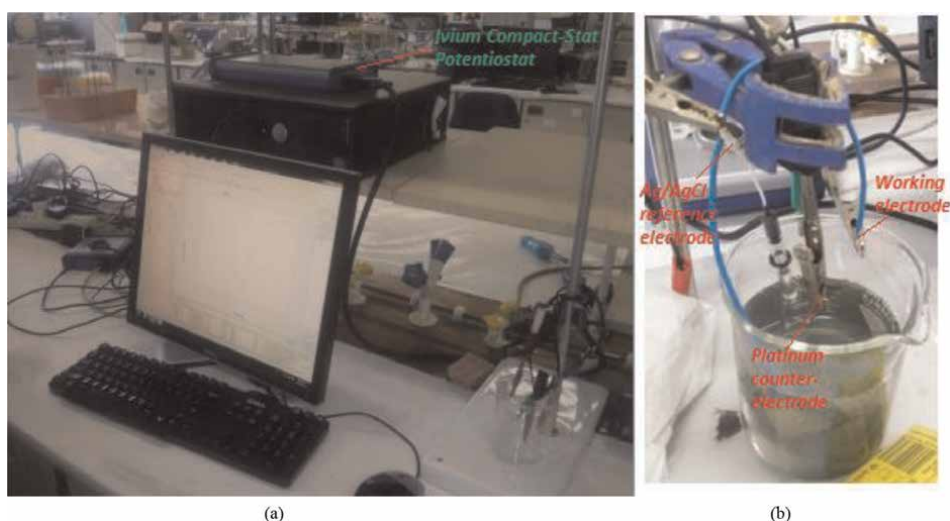 Ivium Compact-Stat
Potentiostat
Ag/AgCl
reference
electrode
Working
electrode
Platinum
counter-
electrode
(a)
(b)